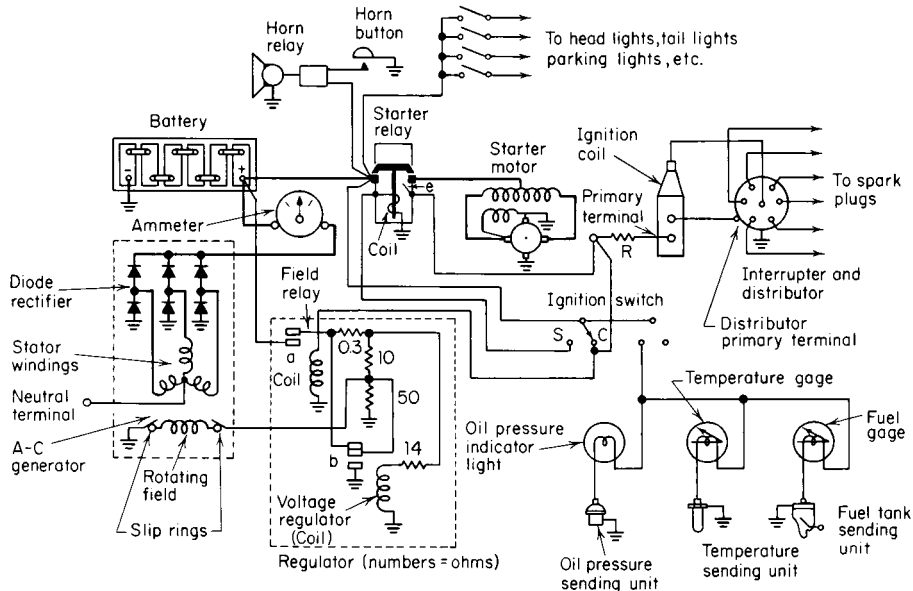 Horn
relay
Horn
button
To head lights, tail lights
parking lights, etc.
Battery
-
+
Starter
relay
e
Coil
Starter
motor
Ignition
coil
Primary
terminal
R
To spark
plugs
Interrupter and
distributor
Distributor
primary terminal
Ammeter
Diode
rectifier
Stator
windings
Neutral
terminal
A-C
generator
Rotating
field
Slip rings
Field
relay
a
Coil
0.3
10
50
14
b
Voltage
regulator
(Coil)
Regulator (numbers = ohms)
Ignition switch
S
C
Oil pressure
indicator
light
Temperature gage
Fuel
gage
Oil pressure
sending unit
Temperature
sending unit
Fuel tank
sending
unit